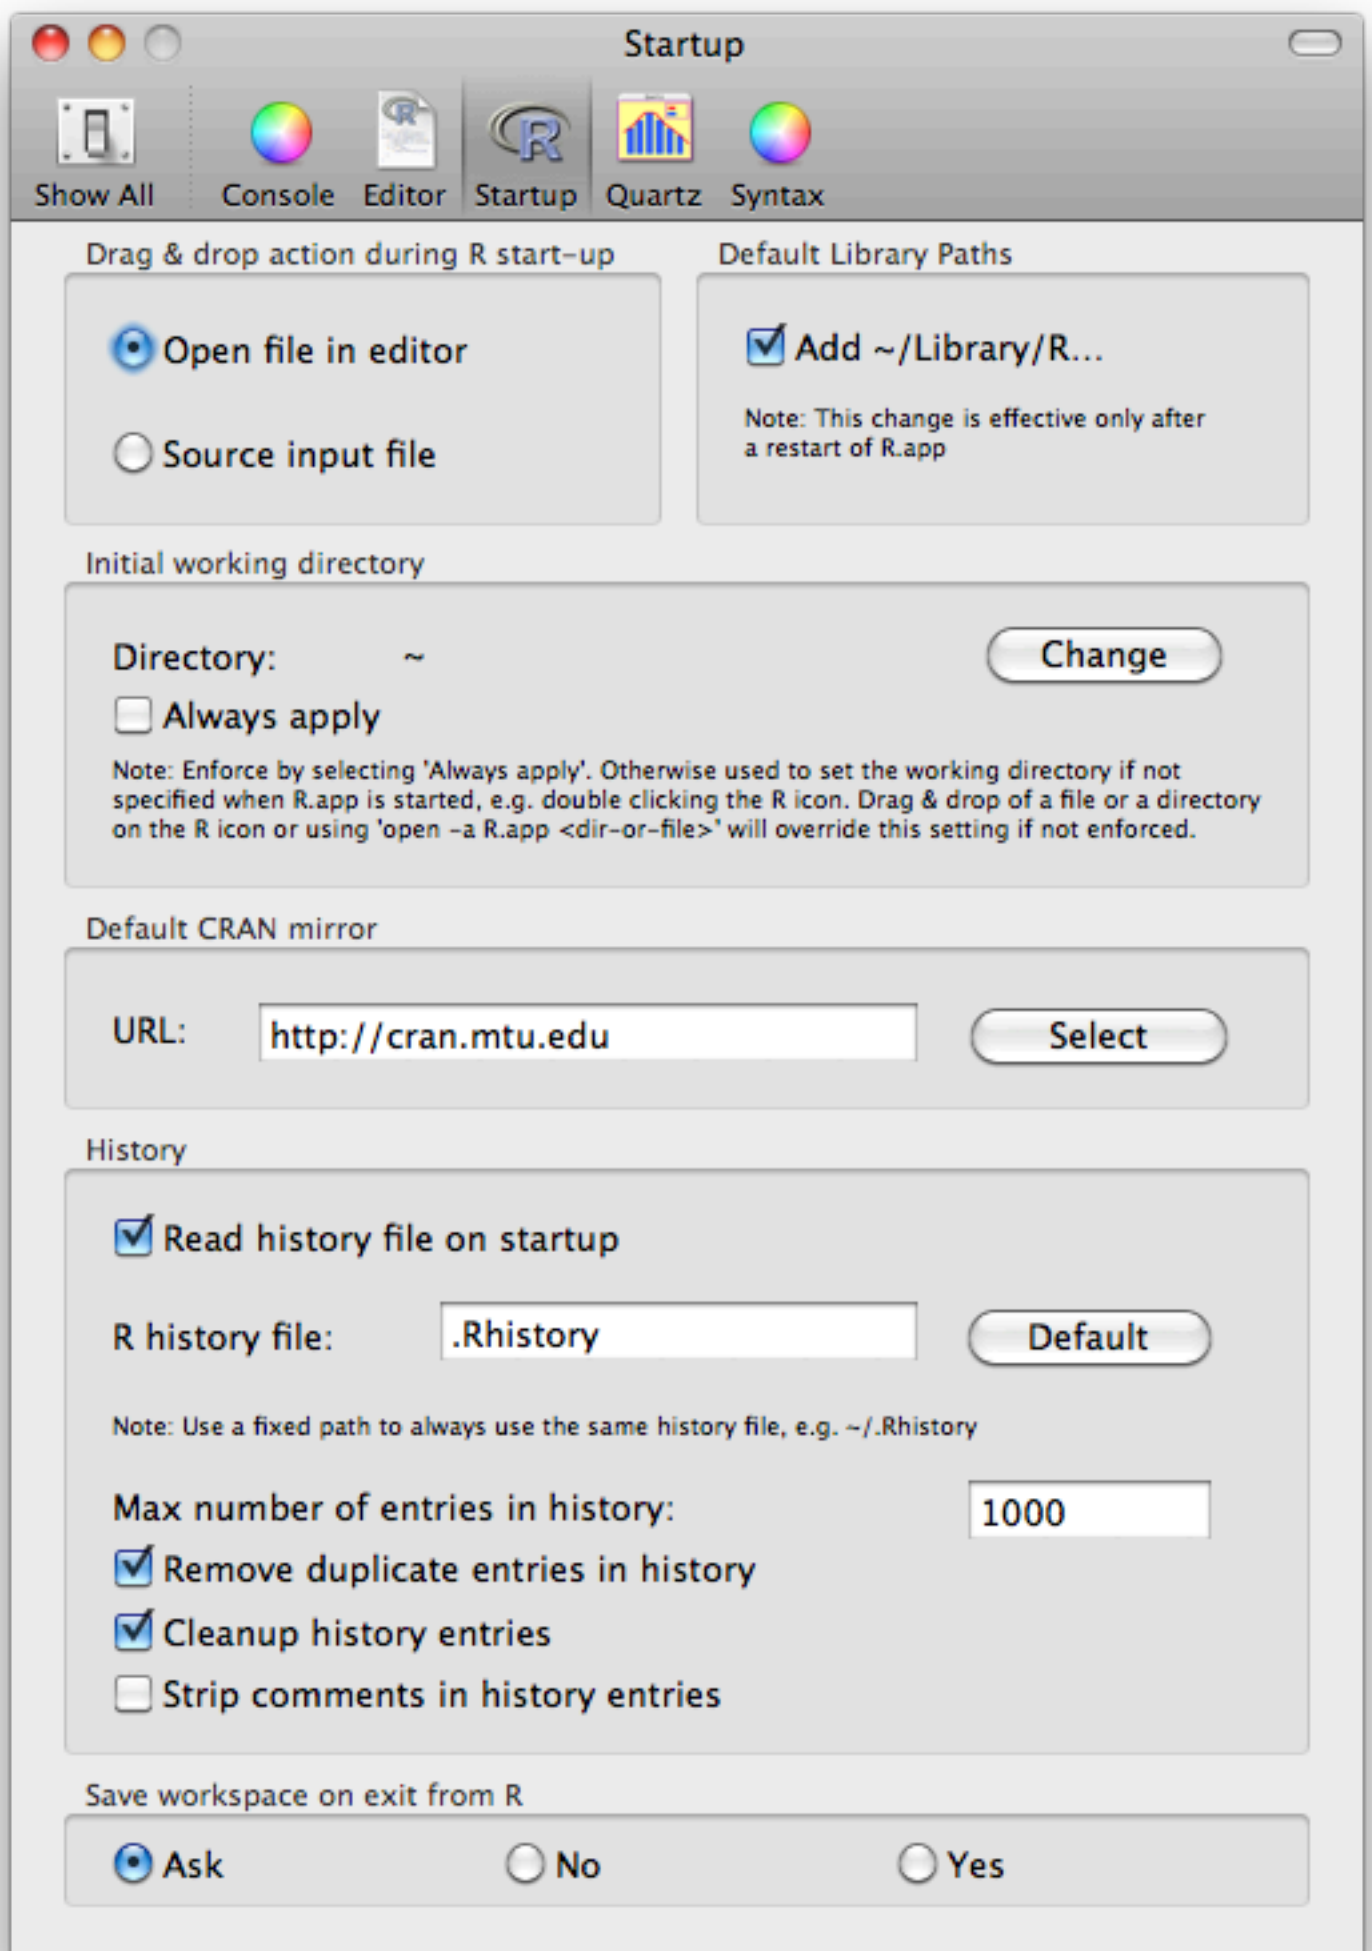 Startup
Show All
Console
Editor
Startup
Quartz
Syntax
Drag & drop action during R start-up
Open file in editor
Source input file
Default Library Paths
Add ~/Library/R...
Note: This change is effective only after
a restart of R.app
Initial working directory
Directory: ~
Change
Always apply
Note: Enforce by selecting 'Always apply'. Otherwise used to set the working directory if not
specified when R.app is started, e.g. double clicking the R icon. Drag & drop of a file or a directory
on the R icon or using 'open -a R.app <dir-or-file>' will override this setting if not enforced.
Default CRAN mirror
URL: http://cran.mtu.edu
Select
History
Read history file on startup
R history file: .Rhistory
Default
Note: Use a fixed path to always use the same history file, e.g. ~/.Rhistory
Max number of entries in history: 1000
Remove duplicate entries in history
Cleanup history entries
Strip comments in history entries
Save workspace on exit from R
Ask
No
Yes